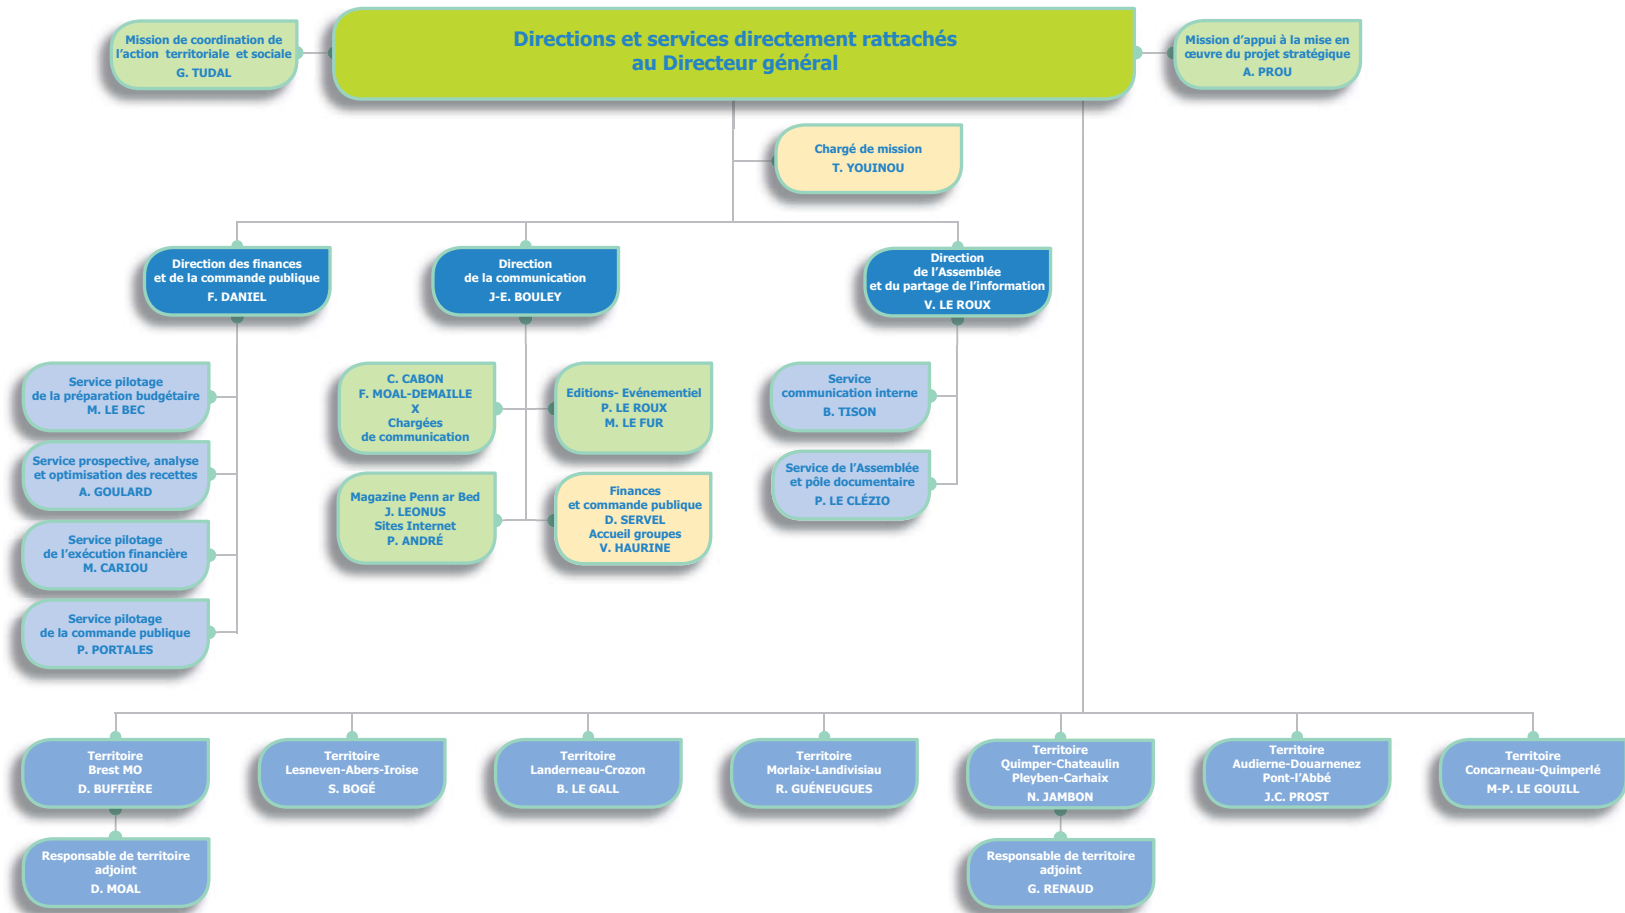 Mission de coordination de
l'action territoriale et sociale
G. TUDAL
Directions et services directement rattachés
au Directeur général
Mission d'appui à la mise en
œuvre du projet stratégique
A. PROU
Chargé de mission
T. YOUINOU
Direction des finances
et de la commande publique
F. DANIEL
Direction
de la communication
J-E. BOULEY
Direction
de l'Assemblée
et du partage de l'information
V. LE ROUX
Service pilotage
de la préparation budgétaire
M. LE BEC
Service prospective, analyse
et optimisation des recettes
A. GOULARD
Service pilotage
de l'exécution financière
M. CARIOU
Service pilotage
de la commande publique
P. PORTALES
C. CABON
F. MOAL-DEMAILLE
X
Chargées
de communication
Editions- Evénementiel
P. LE ROUX
M. LE FUR
Magazine Penn ar Bed
J. LEONUS
Sites Internet
P. ANDRÉ
Finances
et commande publique
D. SERVEL
Accueil groupes
V. HAURINE
Service
communication interne
B. TISON
Service de l'Assemblée
et pôle documentaire
P. LE CLÉZIO
Territoire
Brest MO
D. BUFFIÈRE
Territoire
Lesneven-Abers-Iroise
S. BOGÉ
Territoire
Landerneau-Crozon
B. LE GALL
Territoire
Morlaix-Landivisiau
R. GUÉNEUGUES
Territoire
Quimper-Chateaulin
Pleyben-Carhaix
N. JAMBON
Territoire
Audierne-Douarnenez
Pont-l'Abbé
J.C. PROST
Territoire
Concarneau-Quimperlé
M-P. LE GOUILL
Responsable de territoire
adjoint
D. MOAL
Responsable de territoire
adjoint
G. RENAUD